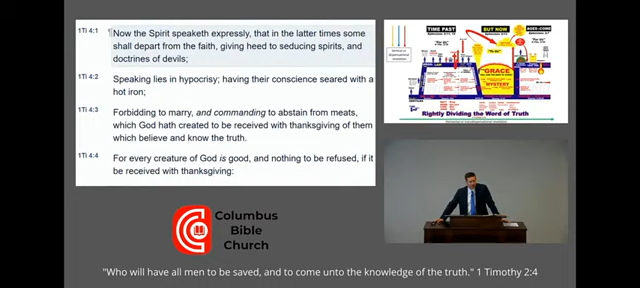 1Ti 4:1 Now the Spirit speaketh expressly, that in the latter times some
shall depart from the faith, giving heed to seducing spirits, and
doctrines of devils;
1Ti 4:2 Speaking lies in hypocrisy; having their conscience seared with a
hot iron;
1Ti 4:3 Forbidding to marry, and commanding to abstain from meats,
which God hath created to be received with thanksgiving of them
which believe and know the truth.
1Ti 4:4 For every creature of God is good, and nothing to be refused, if it
be received with thanksgiving:
TIME PAST
BUT NOW
AGES TO COME
GRACE
MYSTERY
Rightly Dividing the Word of Truth
Columbus
Bible
Church
"Who will have all men to be saved, and to come unto the knowledge of the truth." 1 Timothy 2:4